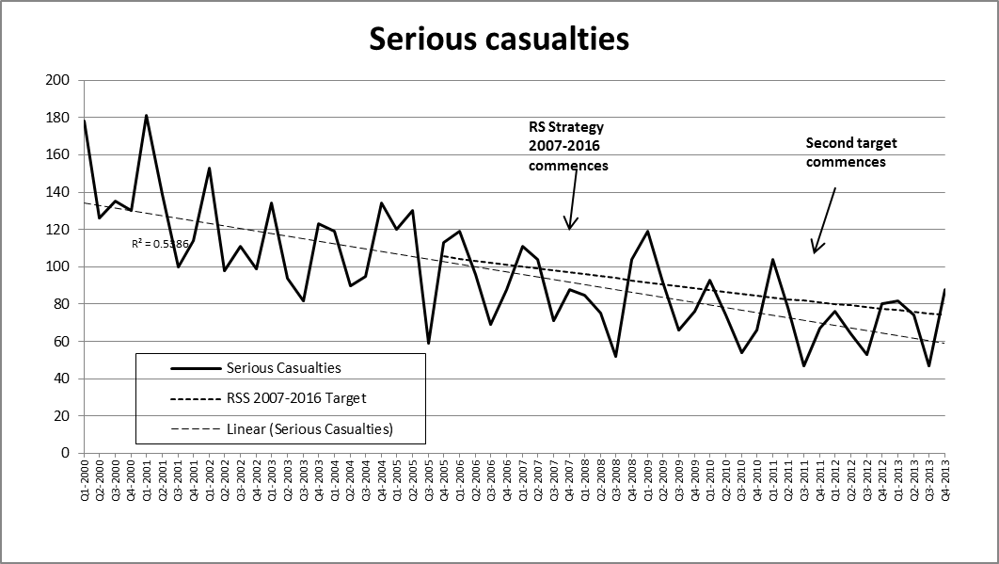 Serious casualties
200
180
160
140
120
100
80
60
40
20
0
RS Strategy
2007-2016
commences
Second target
commences
R² = 0.5386
Serious Casualties
RSS 2007-2016 Target
Linear (Serious Casualties)
Q1- 2000
Q2- 2000
Q3- 2000
Q4- 2000
Q1- 2001
Q2- 2001
Q3- 2001
Q4- 2001
Q1- 2002
Q2- 2002
Q3- 2002
Q4- 2002
Q1- 2003
Q2- 2003
Q3- 2003
Q4- 2003
Q1- 2004
Q2- 2004
Q3- 2004
Q4- 2004
Q1- 2005
Q2- 2005
Q3- 2005
Q4- 2005
Q1- 2006
Q2- 2006
Q3- 2006
Q4- 2006
Q1- 2007
Q2- 2007
Q3- 2007
Q4- 2007
Q1- 2008
Q2- 2008
Q3- 2008
Q4- 2008
Q1- 2009
Q2- 2009
Q3- 2009
Q4- 2009
Q1- 2010
Q2- 2010
Q3- 2010
Q4- 2010
Q1- 2011
Q2- 2011
Q3- 2011
Q4- 2011
Q1- 2012
Q2- 2012
Q3- 2012
Q4- 2012
Q1- 2013
Q2- 2013
Q3- 2013
Q4- 2013